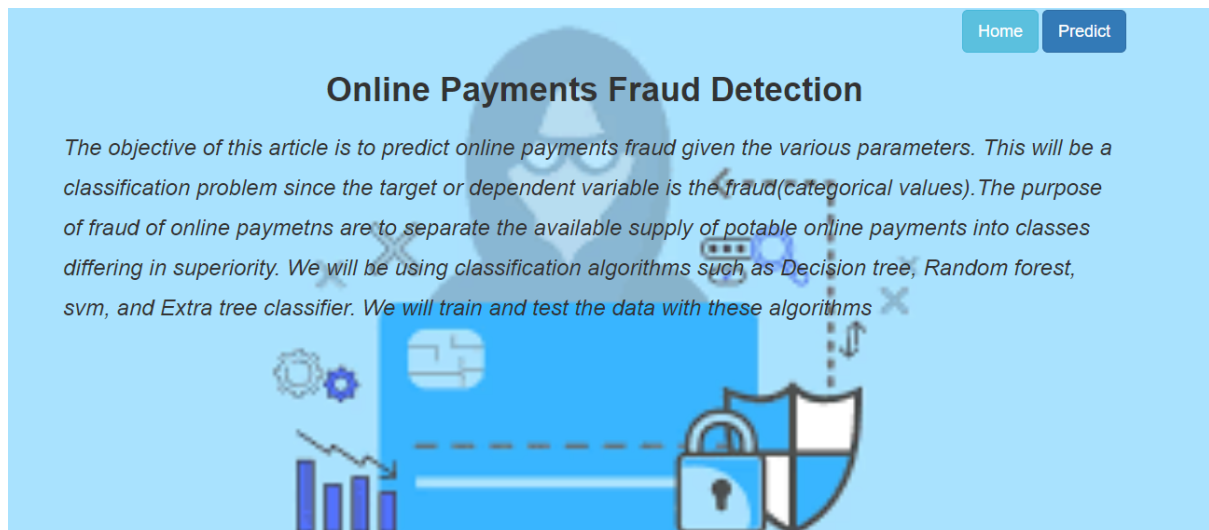 Home Predict
Online Payments Fraud Detection
The objective of this article is to predict online payments fraud given the various parameters. This will be a
classification problem since the target or dependent variable is the fraud(categorical values).The purpose
of fraud of online paymetns are to separate the available supply of potable online payments into classes
differing in superiority. We will be using classification algorithms such as Decision tree, Random forest,
svm, and Extra tree classifier. We will train and test the data with these algorithms